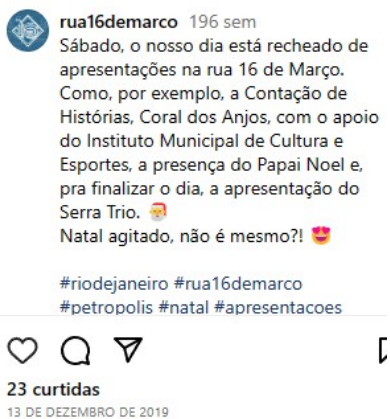 rua16demarco 196 sem
Sábado, o nosso dia está recheado de
apresentações na rua 16 de Março.
Como, por exemplo, a Contação de
Histórias, Coral dos Anjos, com o apoio
do Instituto Municipal de Cultura e
Esportes, a presença do Papai Noel e,
pra finalizar o dia, a apresentação do
Serra Trio. 🎅
Natal agitado, não é mesmo?! 😍
#riodejaneiro #rua16demarco
#petropolis #natal #apresentacoes
23 curtidas
13 DE DEZEMBRO DE 2019